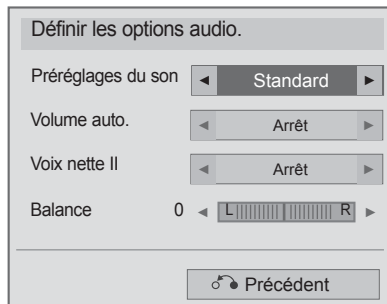 Définir les options audio.
Préréglages du son ◄ Standard ►
Volume auto. ◄ Arrêt ►
Voix nette II ◄ Arrêt ►
Balance 0 ◄ L R ►
Précédent